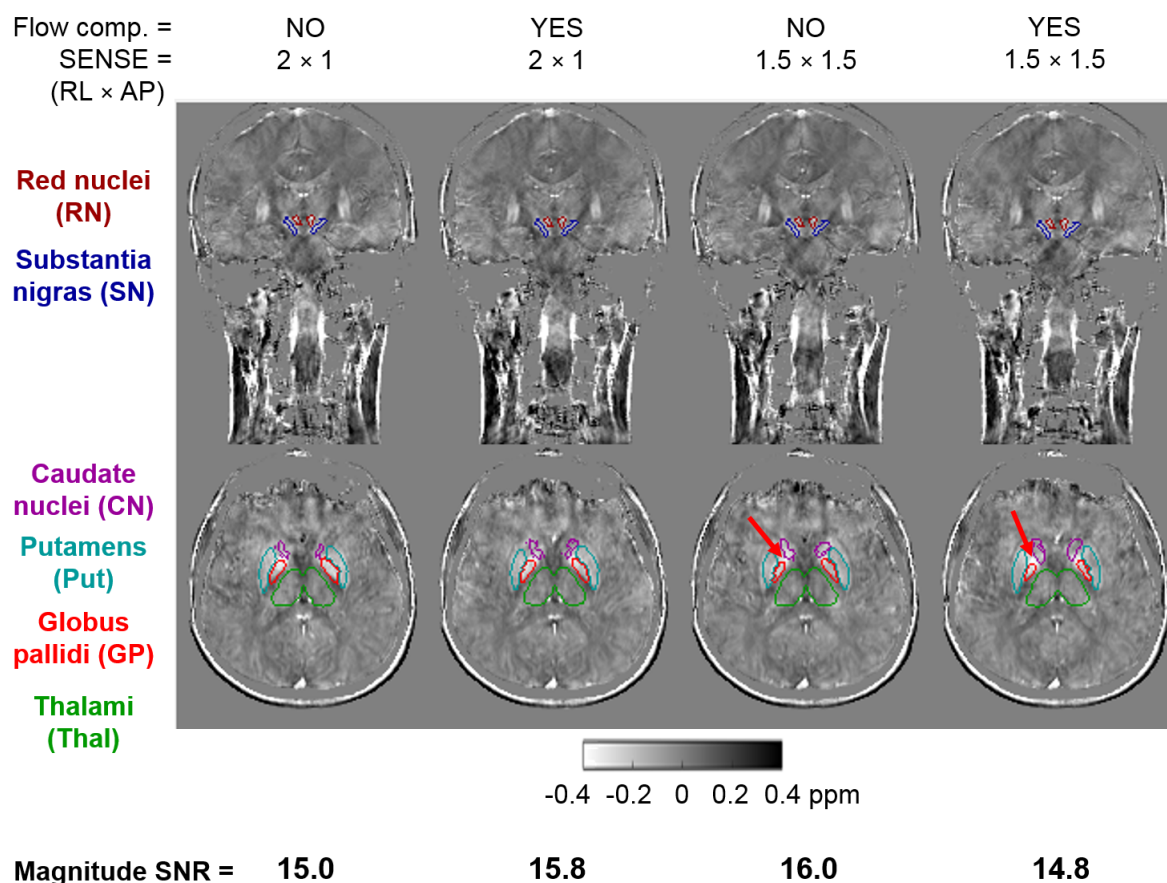 Flow comp. = NO YES NO YES
SENSE = 2 × 1 2 × 1 1.5 × 1.5 1.5 × 1.5
(RL × AP)
Red nuclei
(RN)
Substantia
nigras (SN)
Caudate
nuclei (CN)
Putamens
(Put)
Globus
pallidi (GP)
Thalami
(Thal)
-0.4 -0.2 0 0.2 0.4 ppm
Magnitude SNR = 15.0 15.8 16.0 14.8